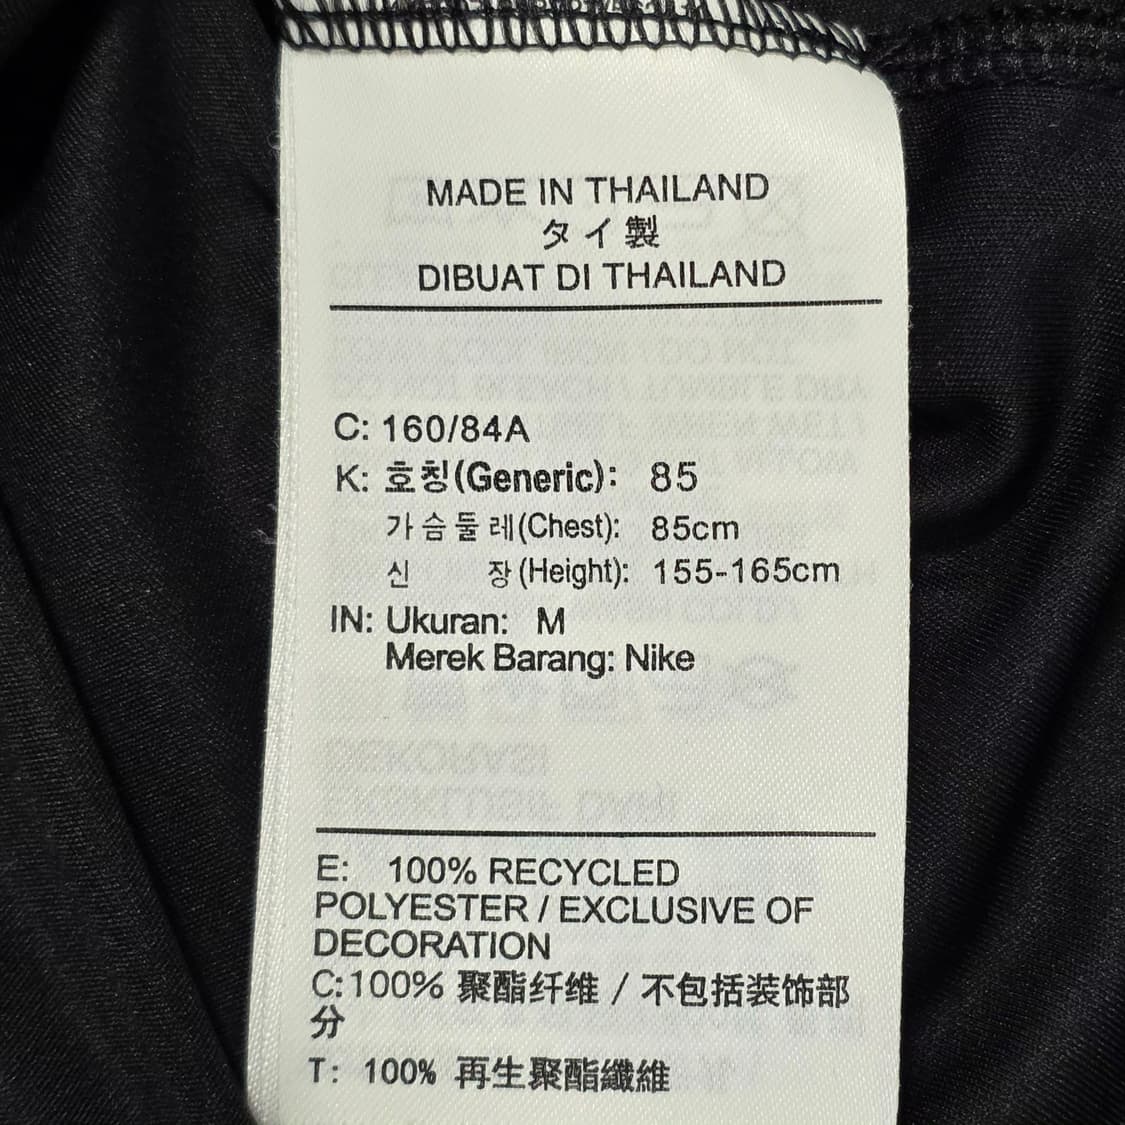 MADE IN THAILAND
タイ製
DIBUAT DI THAILAND
C: 160/84A
K: 호칭(Generic): 85
가슴둘레(Chest): 85cm
신 장(Height): 155-165cm
IN: Ukuran: M
Merek Barang: Nike
E: 100% RECYCLED
POLYESTER / EXCLUSIVE OF
DECORATION
C:100% 聚酯纤维 / 不包括装饰部
分
T: 100% 再生聚酯纖維